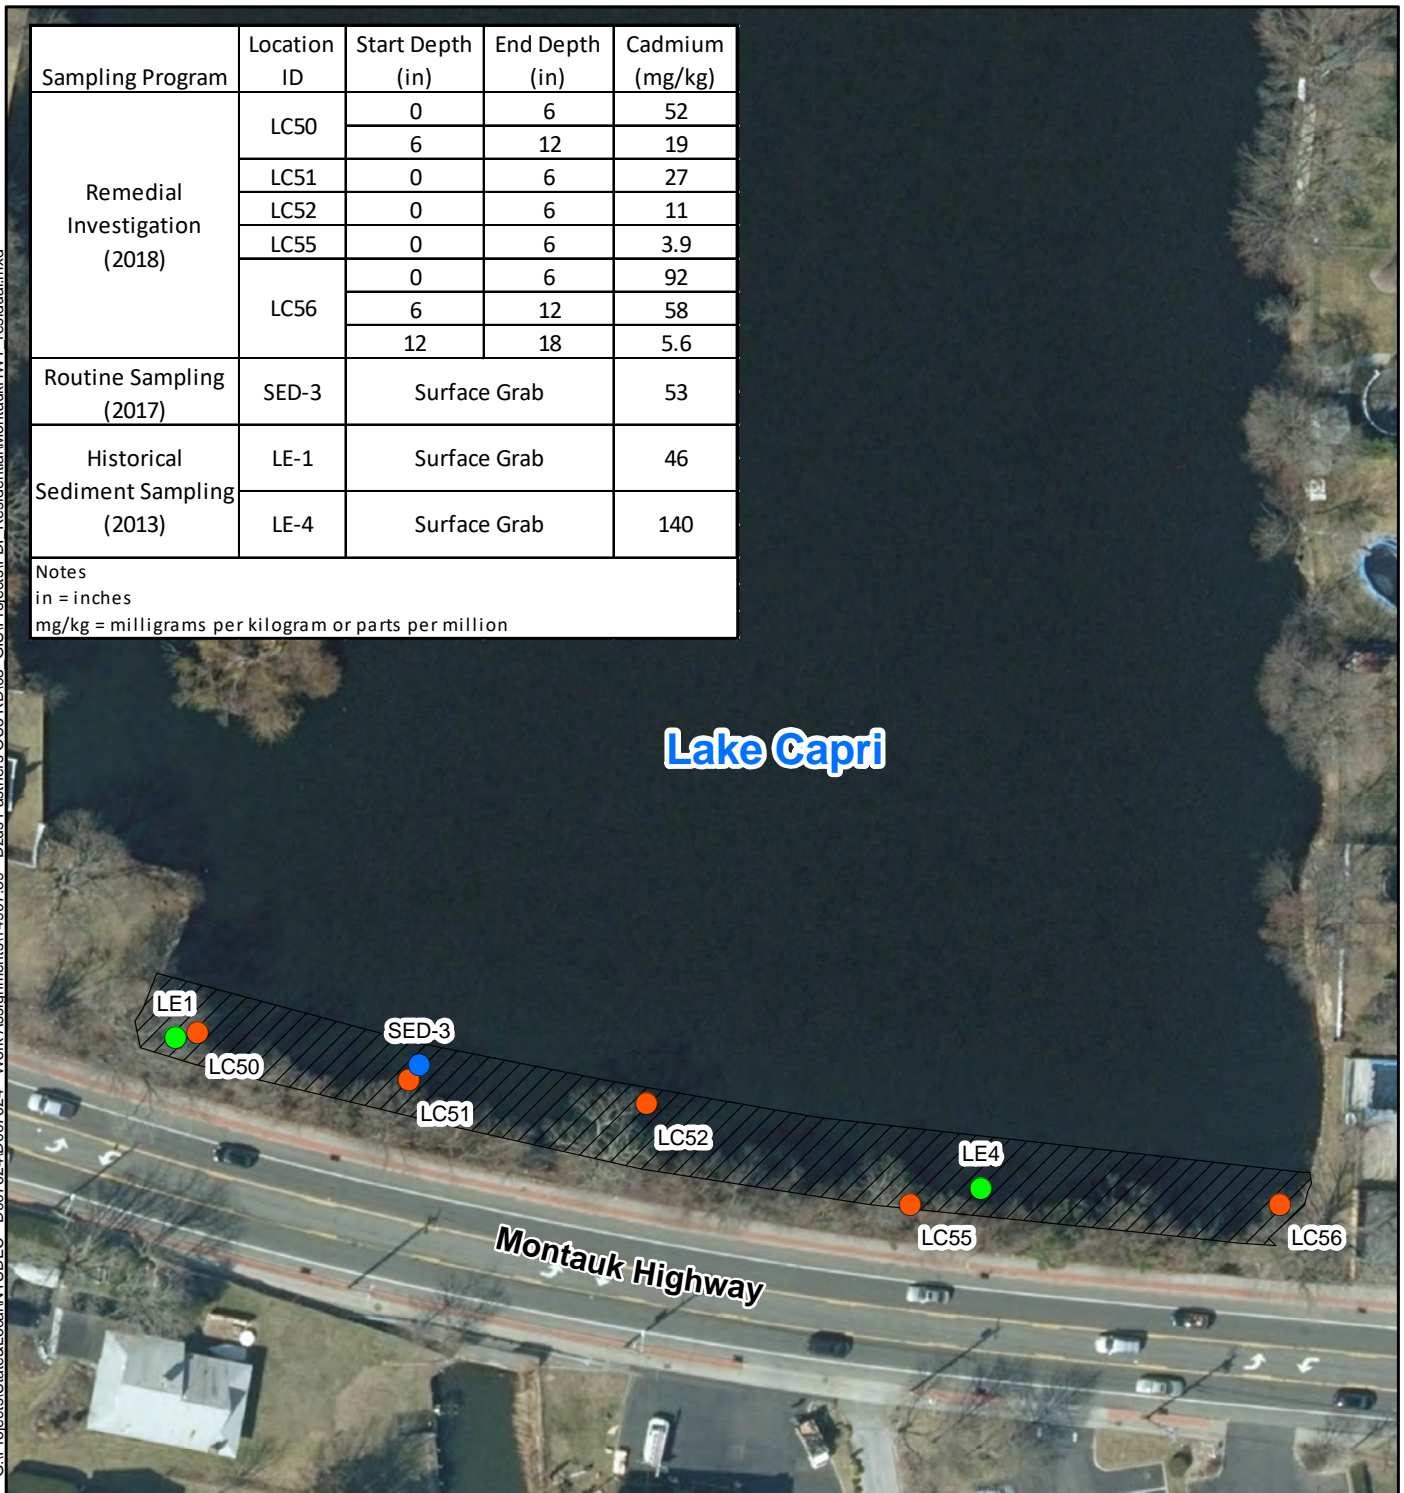 Sampling Program
Location ID
Start Depth (in)
End Depth (in)
Cadmium (mg/kg)
Remedial Investigation (2018)
LC50
0 6 52
6 12 19
LC51 0 6 27
LC52 0 6 11
LC55 0 6 3.9
LC56
0 6 92
6 12 58
12 18 5.6
Routine Sampling (2017)
SED-3 Surface Grab 53
Historical Sediment Sampling (2013)
LE-1 Surface Grab 46
LE-4 Surface Grab 140
Notes
in = inches
mg/kg = milligrams per kilogram or parts per million
Lake Capri
LE1
LC50
SED-3
LC51
LC52
LE4
LC55
LC56
Montauk Highway